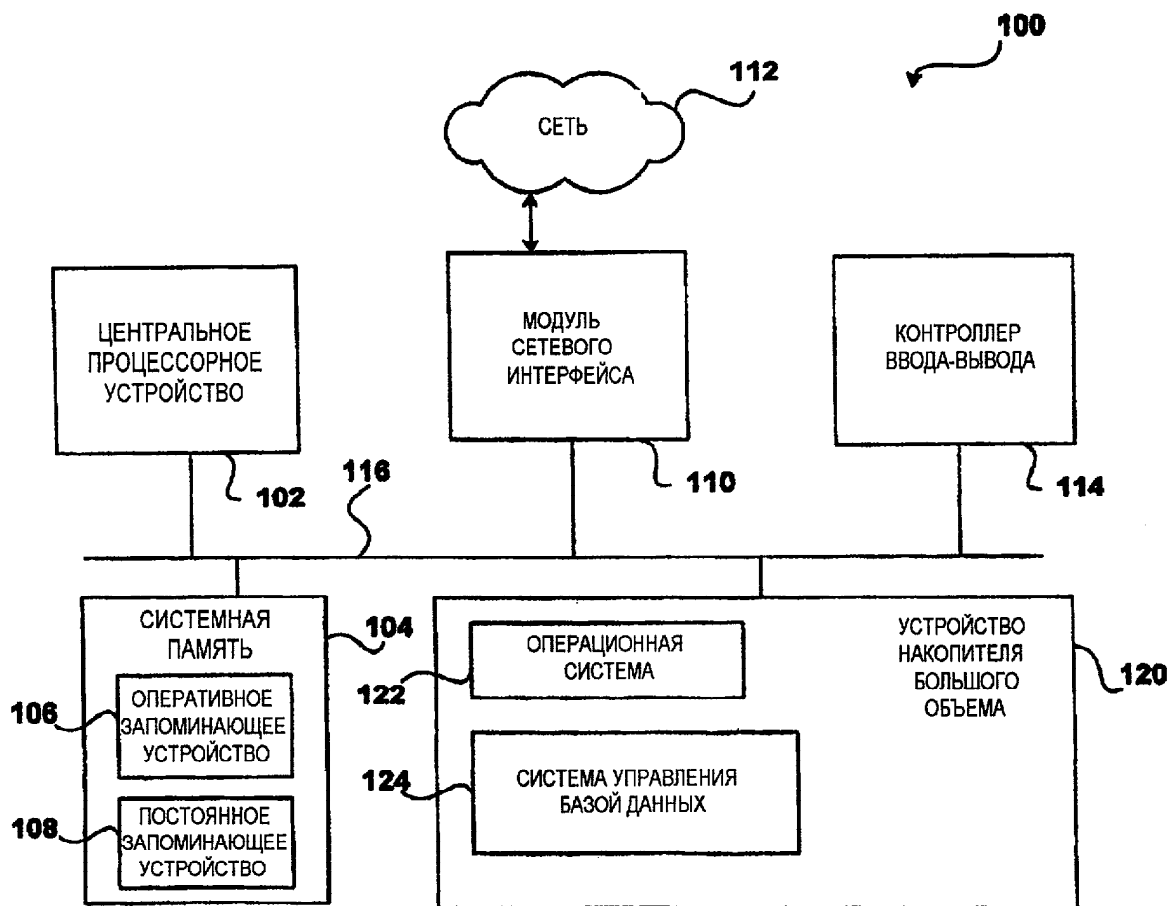 100
112
СЕТЬ
ЦЕНТРАЛЬНОЕ
ПРОЦЕССОРНОЕ
УСТРОЙСТВО
МОДУЛЬ
СЕТЕВОГО
ИНТЕРФЕЙСА
КОНТРОЛЛЕР
ВВОДА-ВЫВОДА
102
116
110
114
СИСТЕМНАЯ
ПАМЯТЬ
104
106
ОПЕРАТИВНОЕ
ЗАПОМИНАЮЩЕЕ
УСТРОЙСТВО
108
ПОСТОЯННОЕ
ЗАПОМИНАЮЩЕЕ
УСТРОЙСТВО
ОПЕРАЦИОННАЯ
СИСТЕМА
122
УСТРОЙСТВО
НАКОПИТЕЛЯ
БОЛЬШОГО
ОБЪЕМА
120
124
СИСТЕМА УПРАВЛЕНИЯ
БАЗОЙ ДАННЫХ